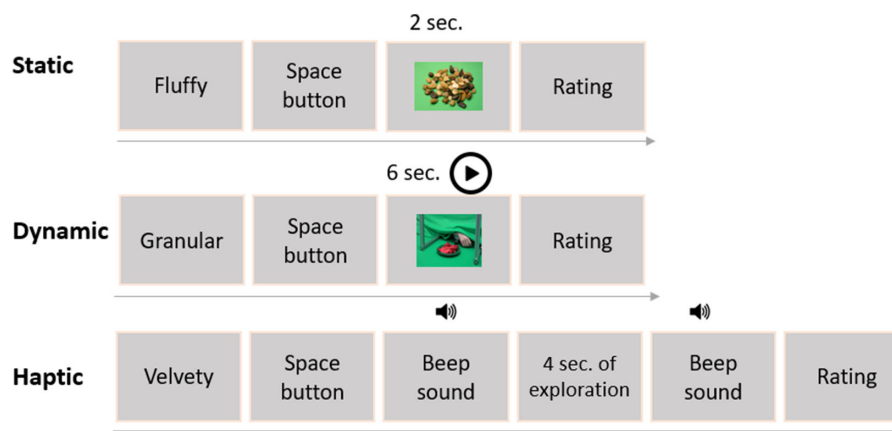 2 sec.
Static
Fluffy
Space
button
Rating
6 sec.
Dynamic
Granular
Space
button
Rating
Haptic
Velvety
Space
button
Beep
sound
4 sec. of
exploration
Beep
sound
Rating